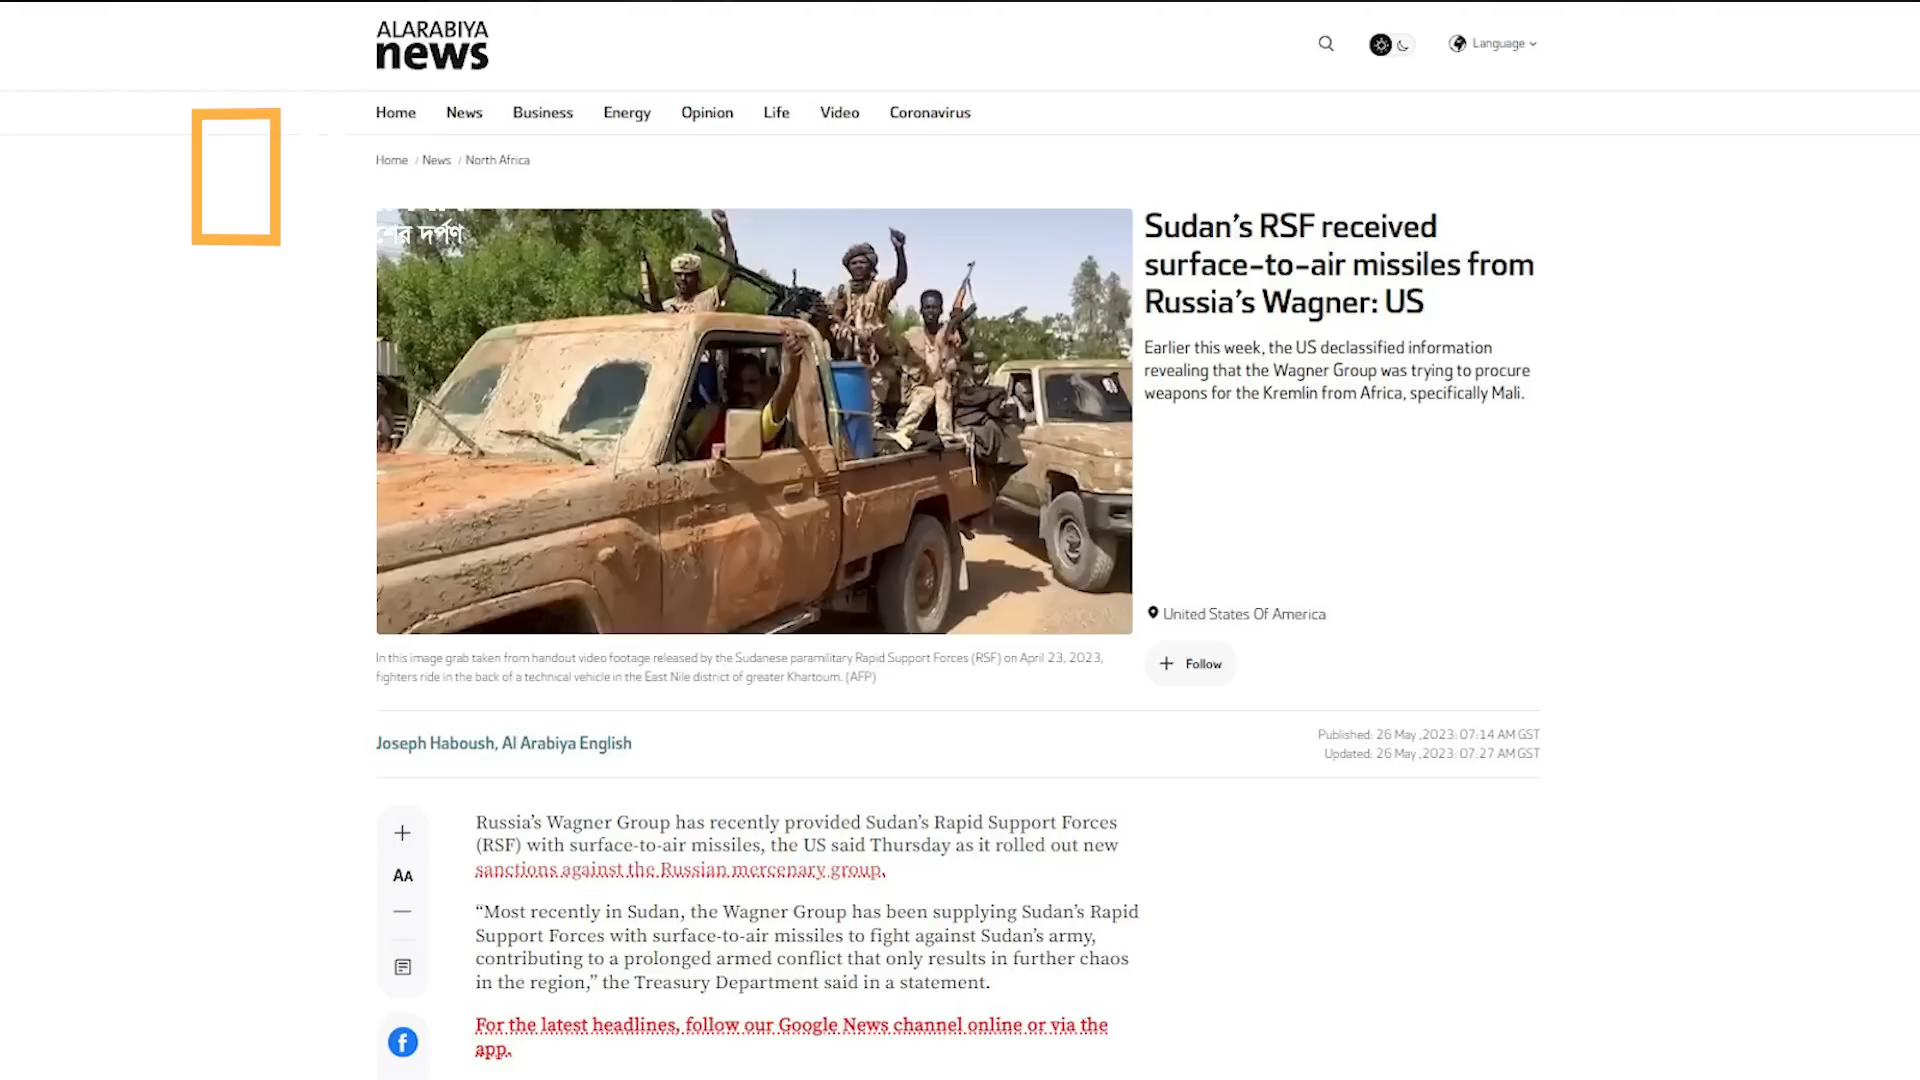 ALARABIYA
news
Language
Home News Business Energy Opinion Life Video Coronavirus
Home / News / North Africa
দর্পণ
Sudan’s RSF received
surface-to-air missiles from
Russia’s Wagner: US
Earlier this week, the US declassified information
revealing that the Wagner Group was trying to procure
weapons for the Kremlin from Africa, specifically Mali.
United States Of America
+ Follow
In this image grab taken from handout video footage released by the Sudanese paramilitary Rapid Support Forces (RSF) on April 23, 2023,
fighters ride in the back of a technical vehicle in the East Nile district of greater Khartoum. (AFP)
Joseph Haboush, Al Arabiya English
Published: 26 May ,2023: 07:14 AM GST
Updated: 26 May ,2023: 07:27 AM GST
AA
Russia’s Wagner Group has recently provided Sudan’s Rapid Support Forces
(RSF) with surface-to-air missiles, the US said Thursday as it rolled out new
sanctions against the Russian mercenary group.
“Most recently in Sudan, the Wagner Group has been supplying Sudan’s Rapid
Support Forces with surface-to-air missiles to fight against Sudan’s army,
contributing to a prolonged armed conflict that only results in further chaos
in the region,” the Treasury Department said in a statement.
For the latest headlines, follow our Google News channel online or via the
app.